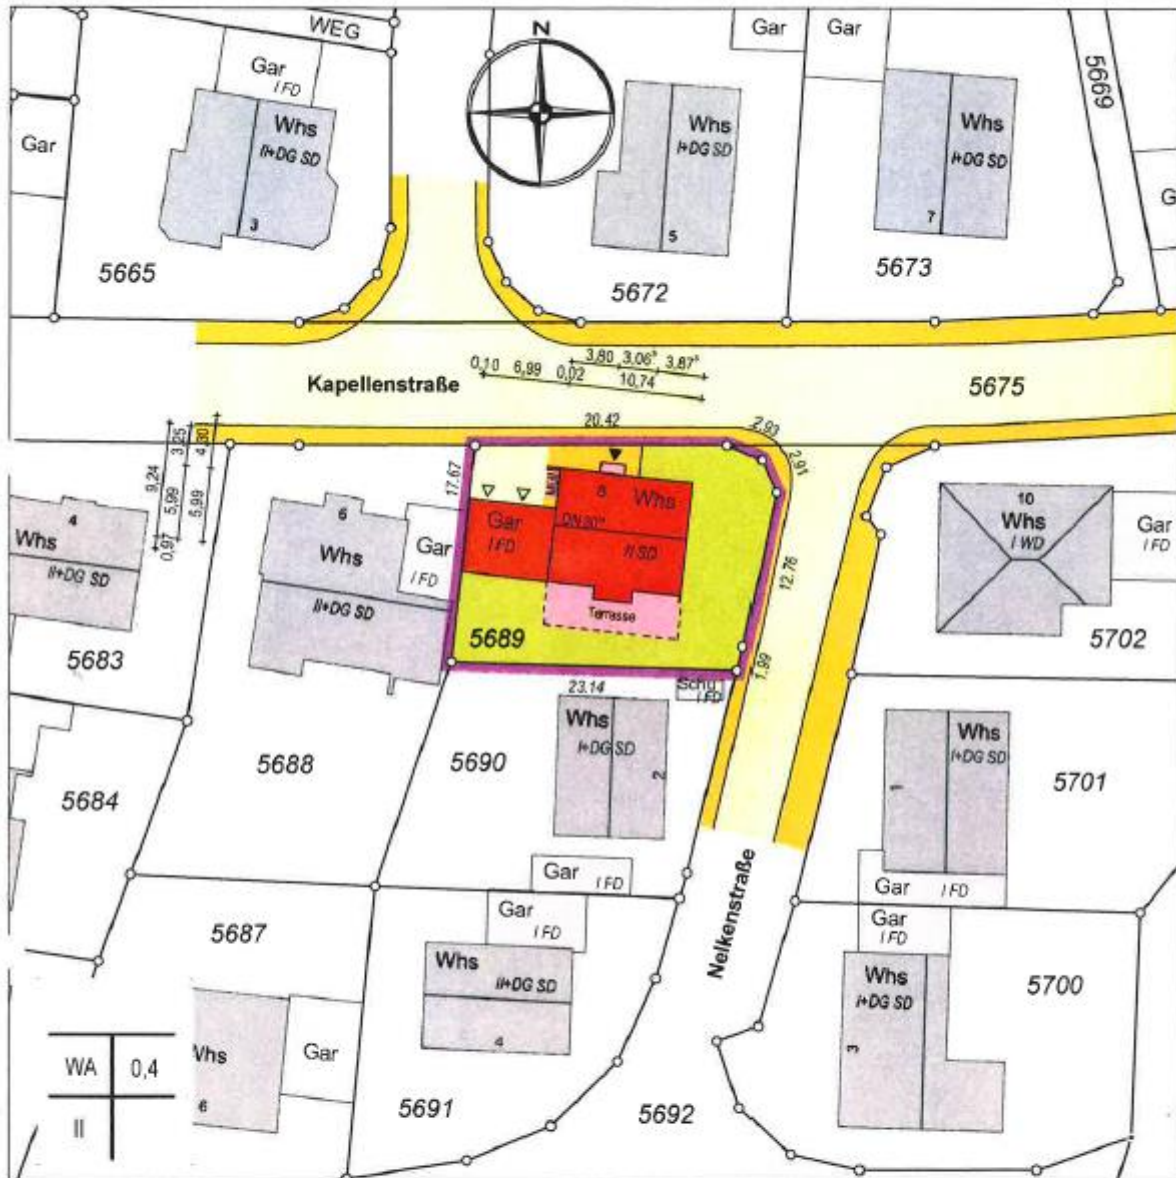 WEG
N
Gar
I FD
Gar
Gar
5669
Gar
Whs
II+DG SD
3
Whs
I+DG SD
5
Whs
I+DG SD
7
G
5665
5672
5673
Kapellenstraße
0,10 6,99 0,02 10,74
3,80 3,06⁵ 3,87⁵
5675
20.42
2,93
2,91
9,24
3,25
4,30
5,99
5,99
0,97
17.67
4
Whs
II+DG SD
6
Whs
II+DG SD
Gar
I FD
Müll
8
Whs
Gar
I FD
II SD
Terrasse
12.76
10
Whs
I WD
Gar
I FD
5683
5689
5702
1,99
23.14
Schu
I FD
Whs
I+DG SD
2
5684
5688
5690
Whs
I+DG SD
1
5701
Gar
I FD
Gar
I FD
Gar
I FD
Gar
I FD
5687
Whs
II+DG SD
4
Nelkenstraße
Whs
I+DG SD
3
5700
WA 0,4
II
Whs
6
Gar
5691
5692